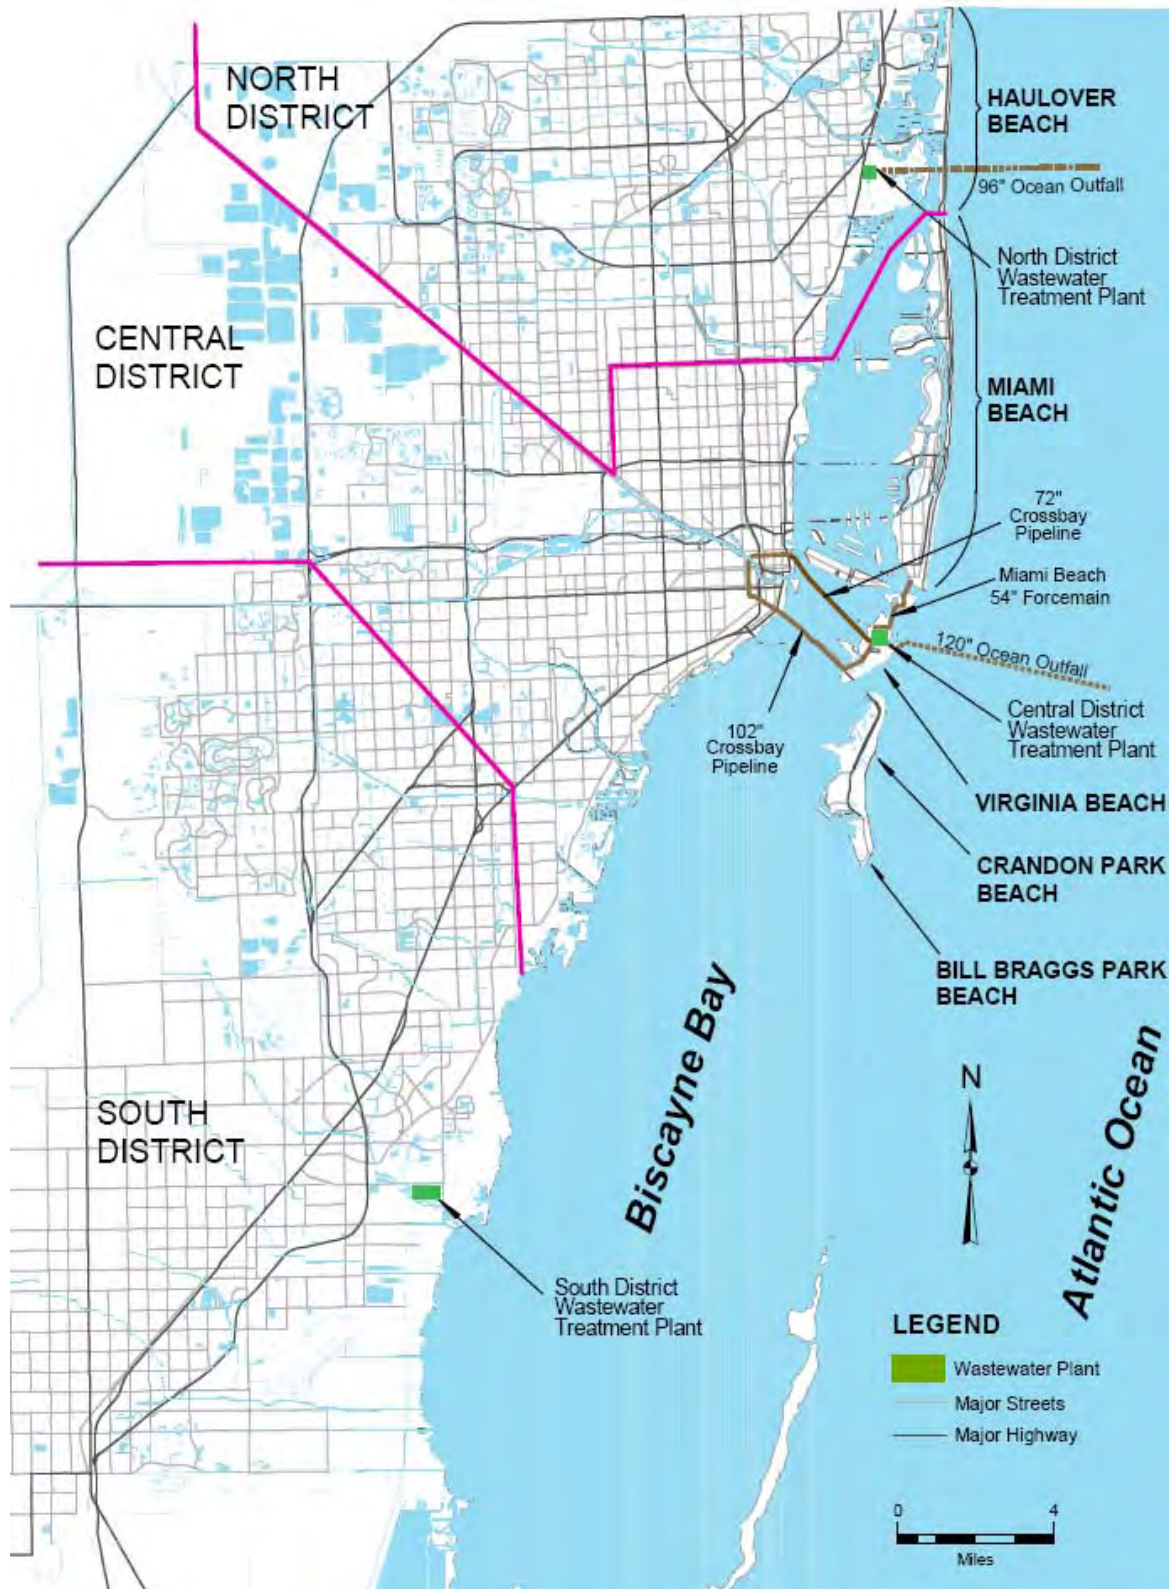 NORTH
DISTRICT
HAULOVER
BEACH
96" Ocean Outfall
North District
Wastewater
Treatment Plant
CENTRAL
DISTRICT
MIAMI
BEACH
72"
Crossbay
Pipeline
Miami Beach
54" Forcemain
120" Ocean Outfall
Central District
Wastewater
Treatment Plant
102"
Crossbay
Pipeline
VIRGINIA BEACH
CRANDON PARK
BEACH
BILL BRAGGS PARK
BEACH
Biscayne Bay
Atlantic Ocean
N
SOUTH
DISTRICT
South District
Wastewater
Treatment Plant
LEGEND
Wastewater Plant
Major Streets
Major Highway
0 4
Miles